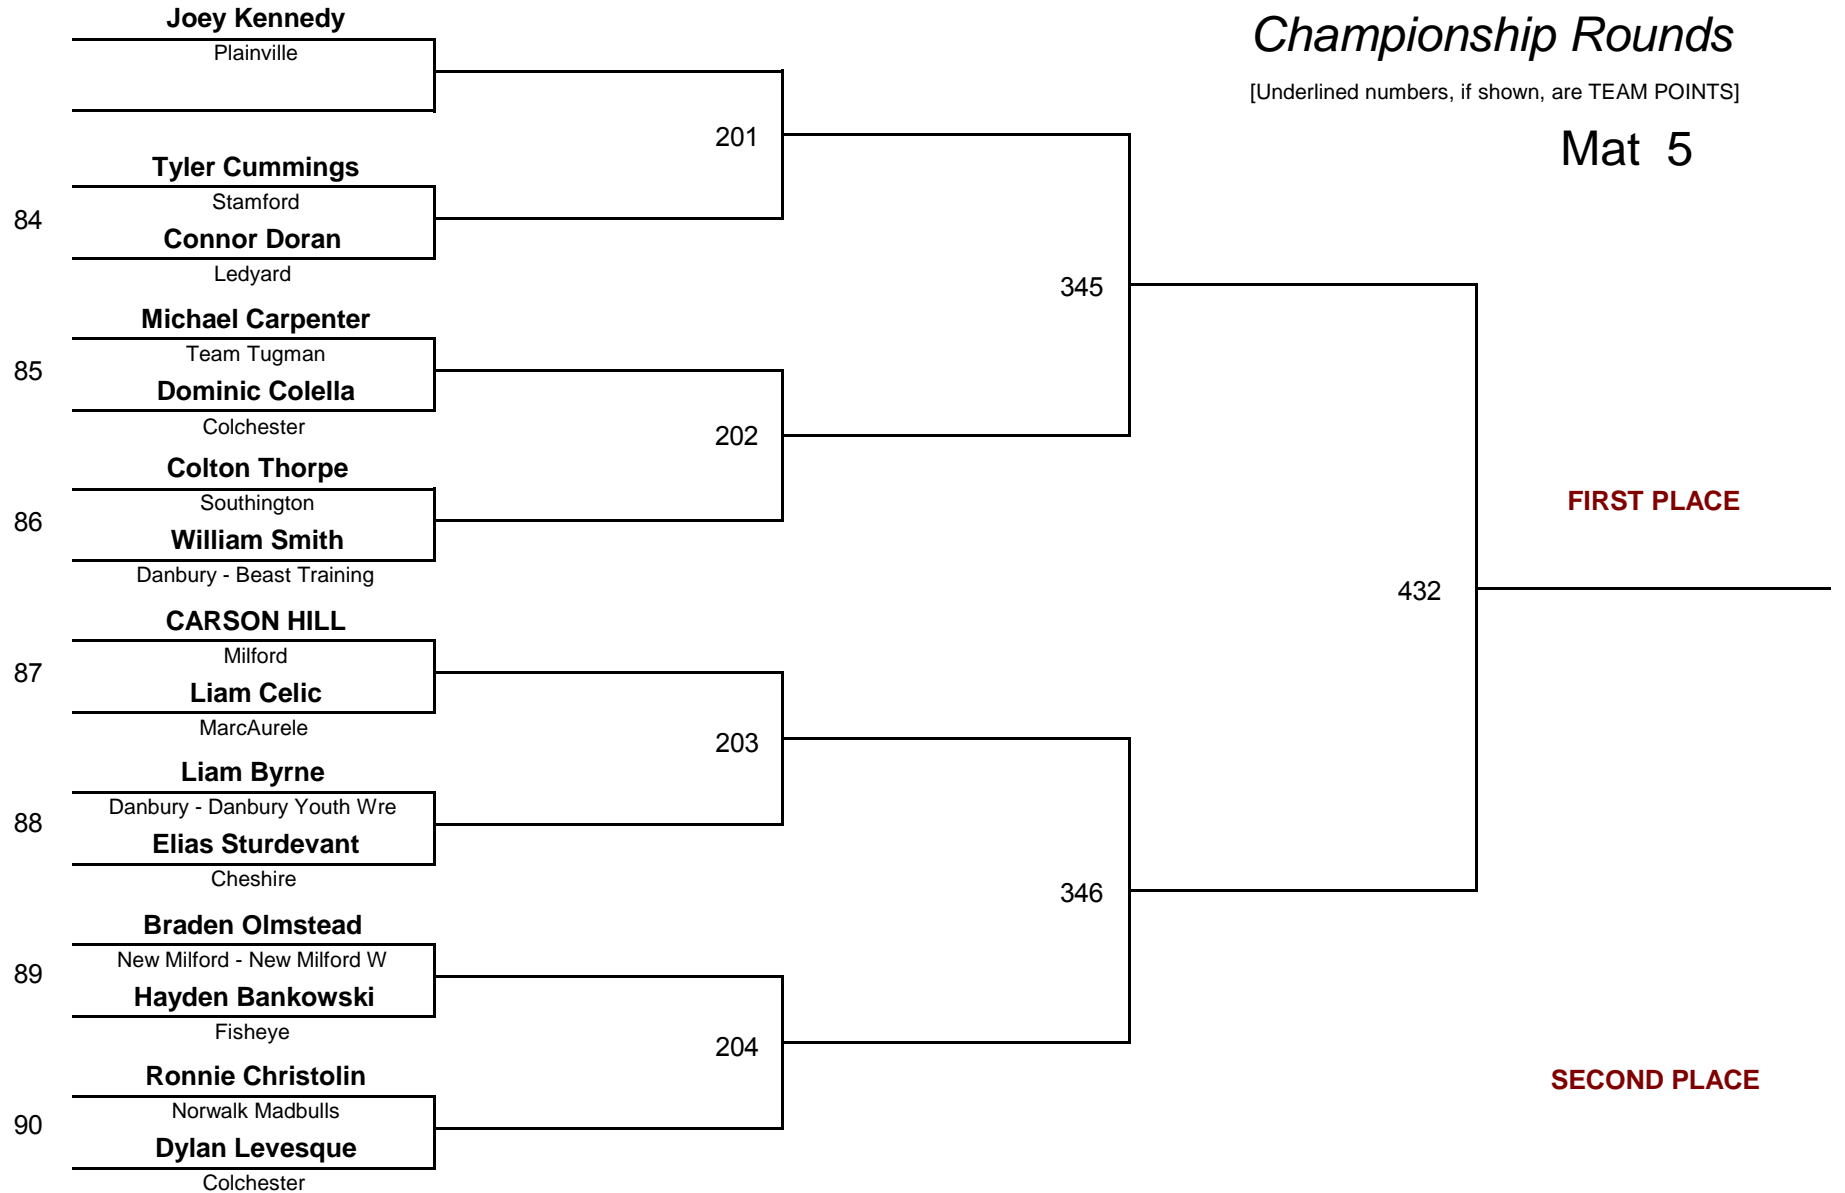 Joey Kennedy
Plainville
Championship Rounds
[Underlined numbers, if shown, are TEAM POINTS]
Mat 5
201
Tyler Cummings
Stamford
84
Connor Doran
Ledyard
345
Michael Carpenter
Team Tugman
85
Dominic Colella
Colchester
202
Colton Thorpe
Southington
86
William Smith
Danbury - Beast Training
FIRST PLACE
432
CARSON HILL
Milford
87
Liam Celic
MarcAurele
203
Liam Byrne
Danbury - Danbury Youth Wre
88
Elias Sturdevant
Cheshire
346
Braden Olmstead
New Milford - New Milford W
89
Hayden Bankowski
Fisheye
204
Ronnie Christolin
Norwalk Madbulls
90
Dylan Levesque
Colchester
SECOND PLACE